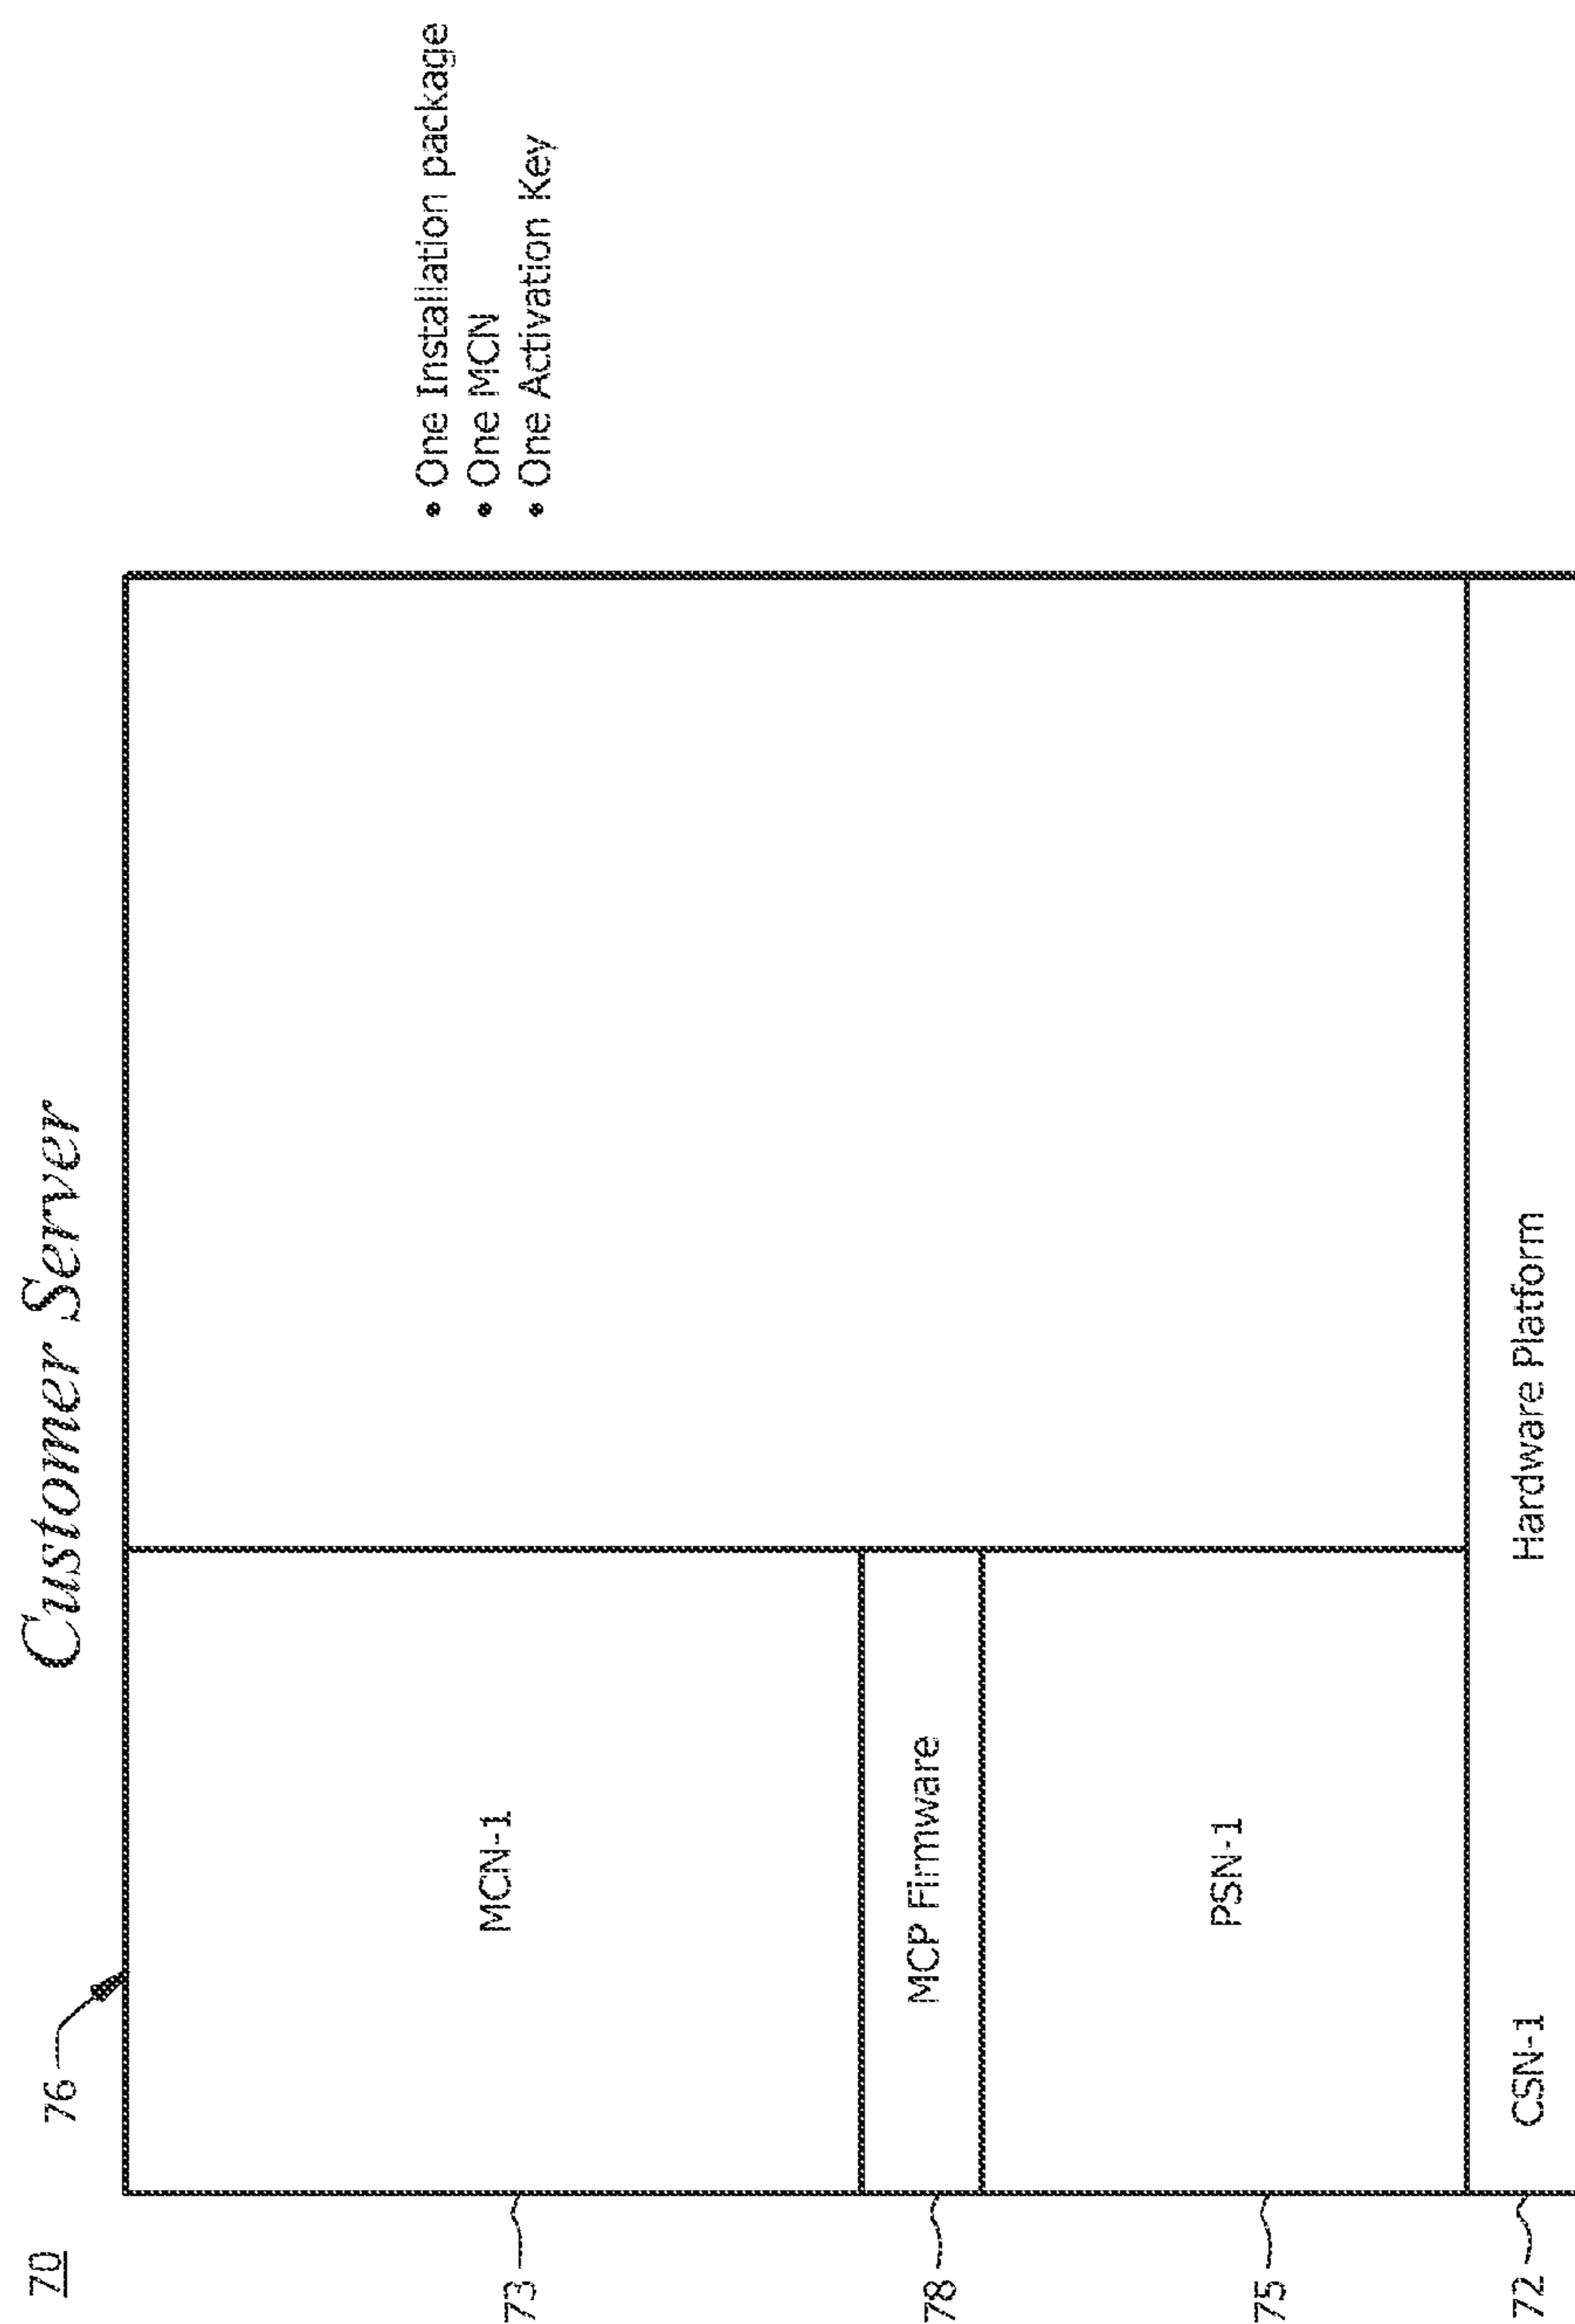 70
Customer Server
76
73
MCN-1
• One Installation package
• One MCN
• One Activation Key
78
MCP Firmware
75
PSN-1
72
CSN-1
Hardware Platform